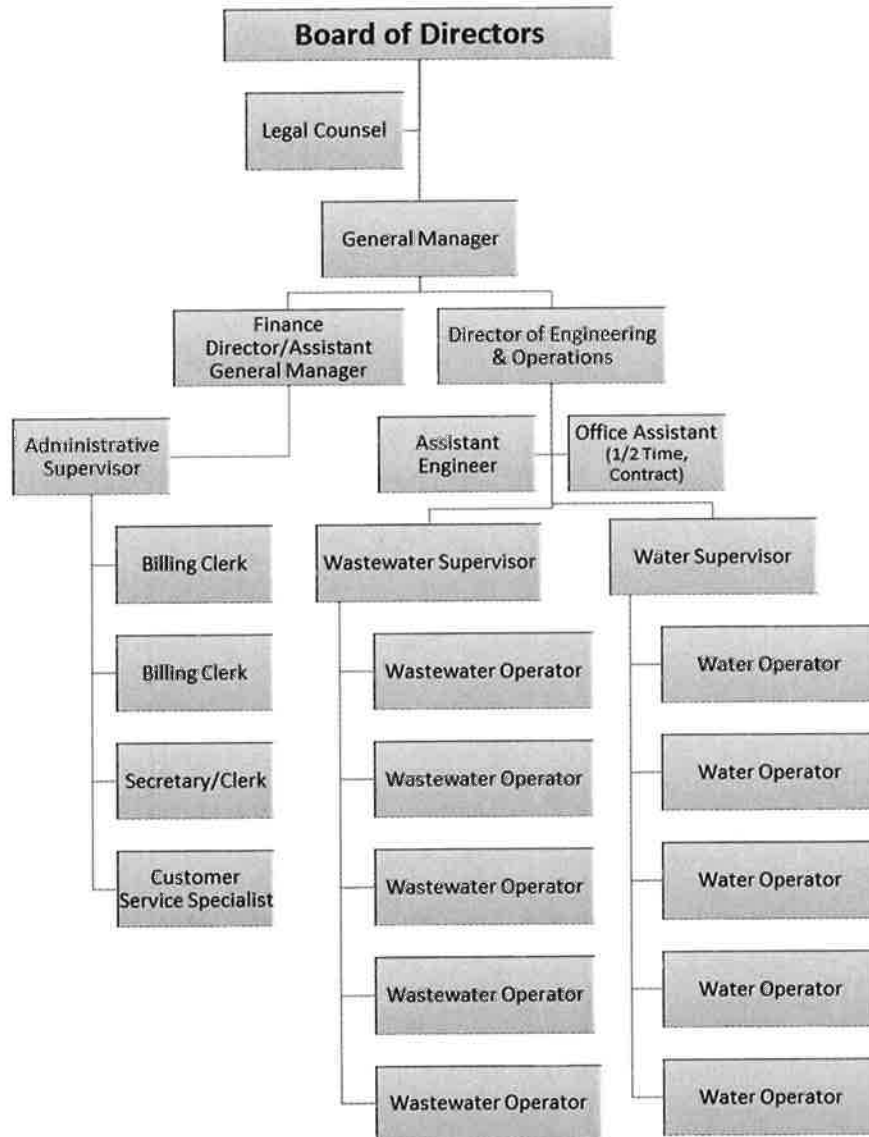 Board of Directors
Legal Counsel
General Manager
Finance
Director/Assistant
General Manager
Director of Engineering
& Operations
Administrative
Supervisor
Assistant
Engineer
Office Assistant
(1/2 Time,
Contract)
Billing Clerk
Billing Clerk
Secretary/Clerk
Customer
Service Specialist
Wastewater Supervisor
Wastewater Operator
Wastewater Operator
Wastewater Operator
Wastewater Operator
Wastewater Operator
Water Supervisor
Water Operator
Water Operator
Water Operator
Water Operator
Water Operator